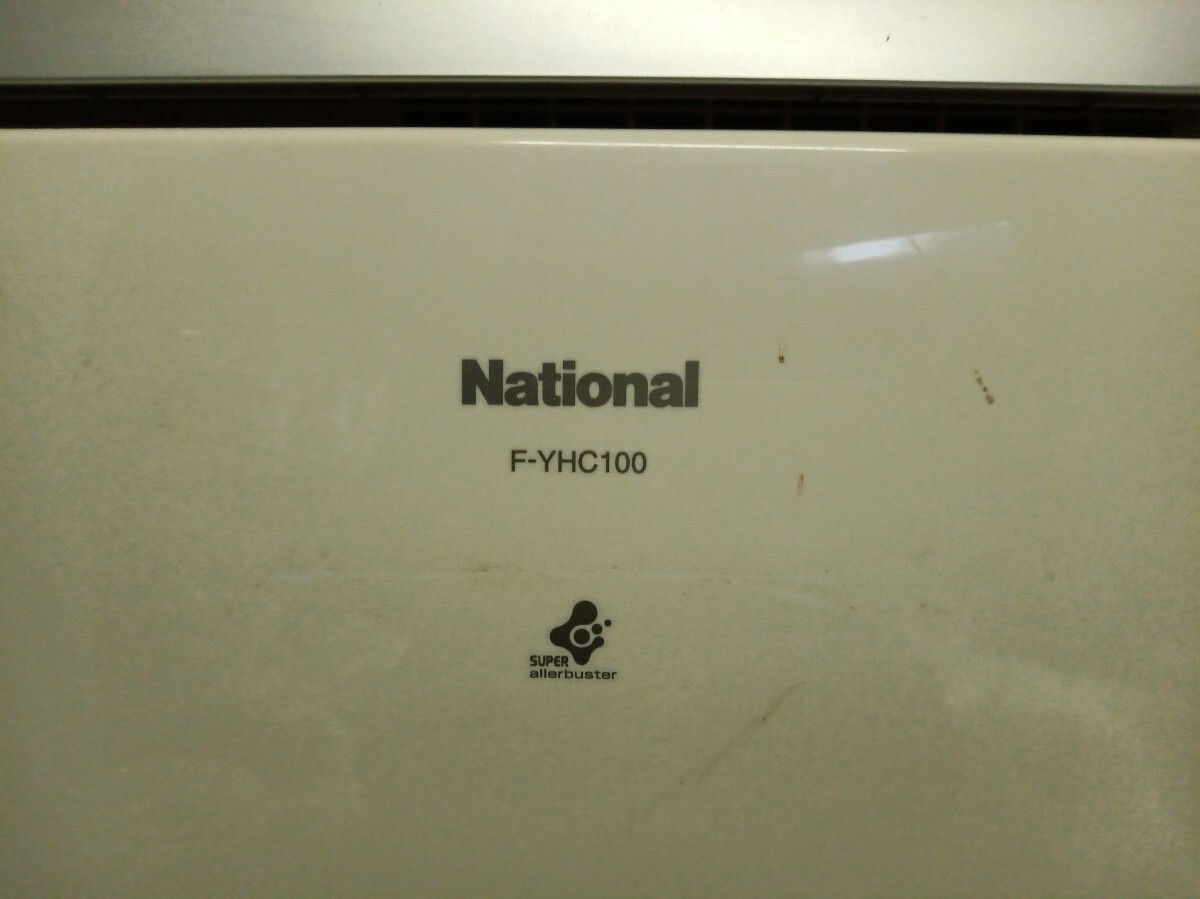 National
F-YHC100
SUPER
allerbuster